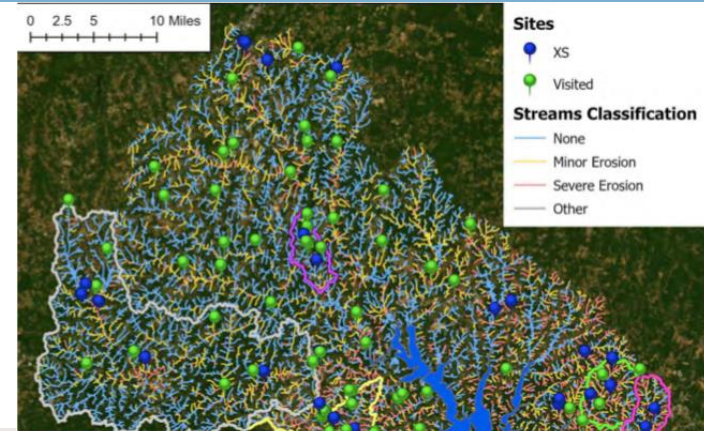 0 2.5 5 10 Miles
Sites
XS
Visited
Streams Classification
None
Minor Erosion
Severe Erosion
Other